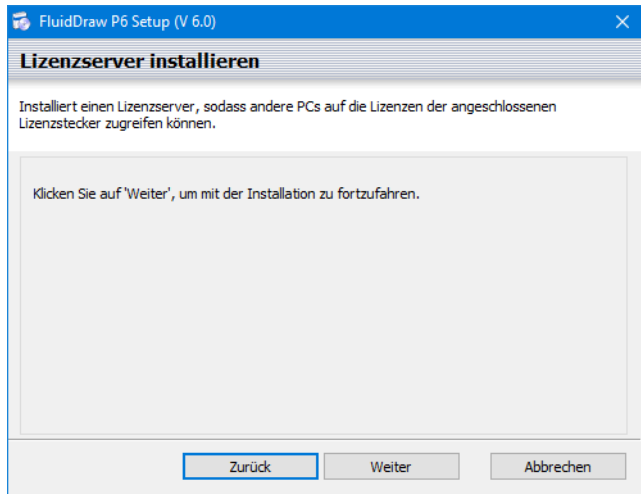 FluidDraw P6 Setup (V 6.0)
Lizenzserver installieren
Installiert einen Lizenzserver, sodass andere PCs auf die Lizenzen der angeschlossenen
Lizenzstecker zugreifen können.
Klicken Sie auf 'Weiter', um mit der Installation zu fortzufahren.
Zurück Weiter Abbrechen